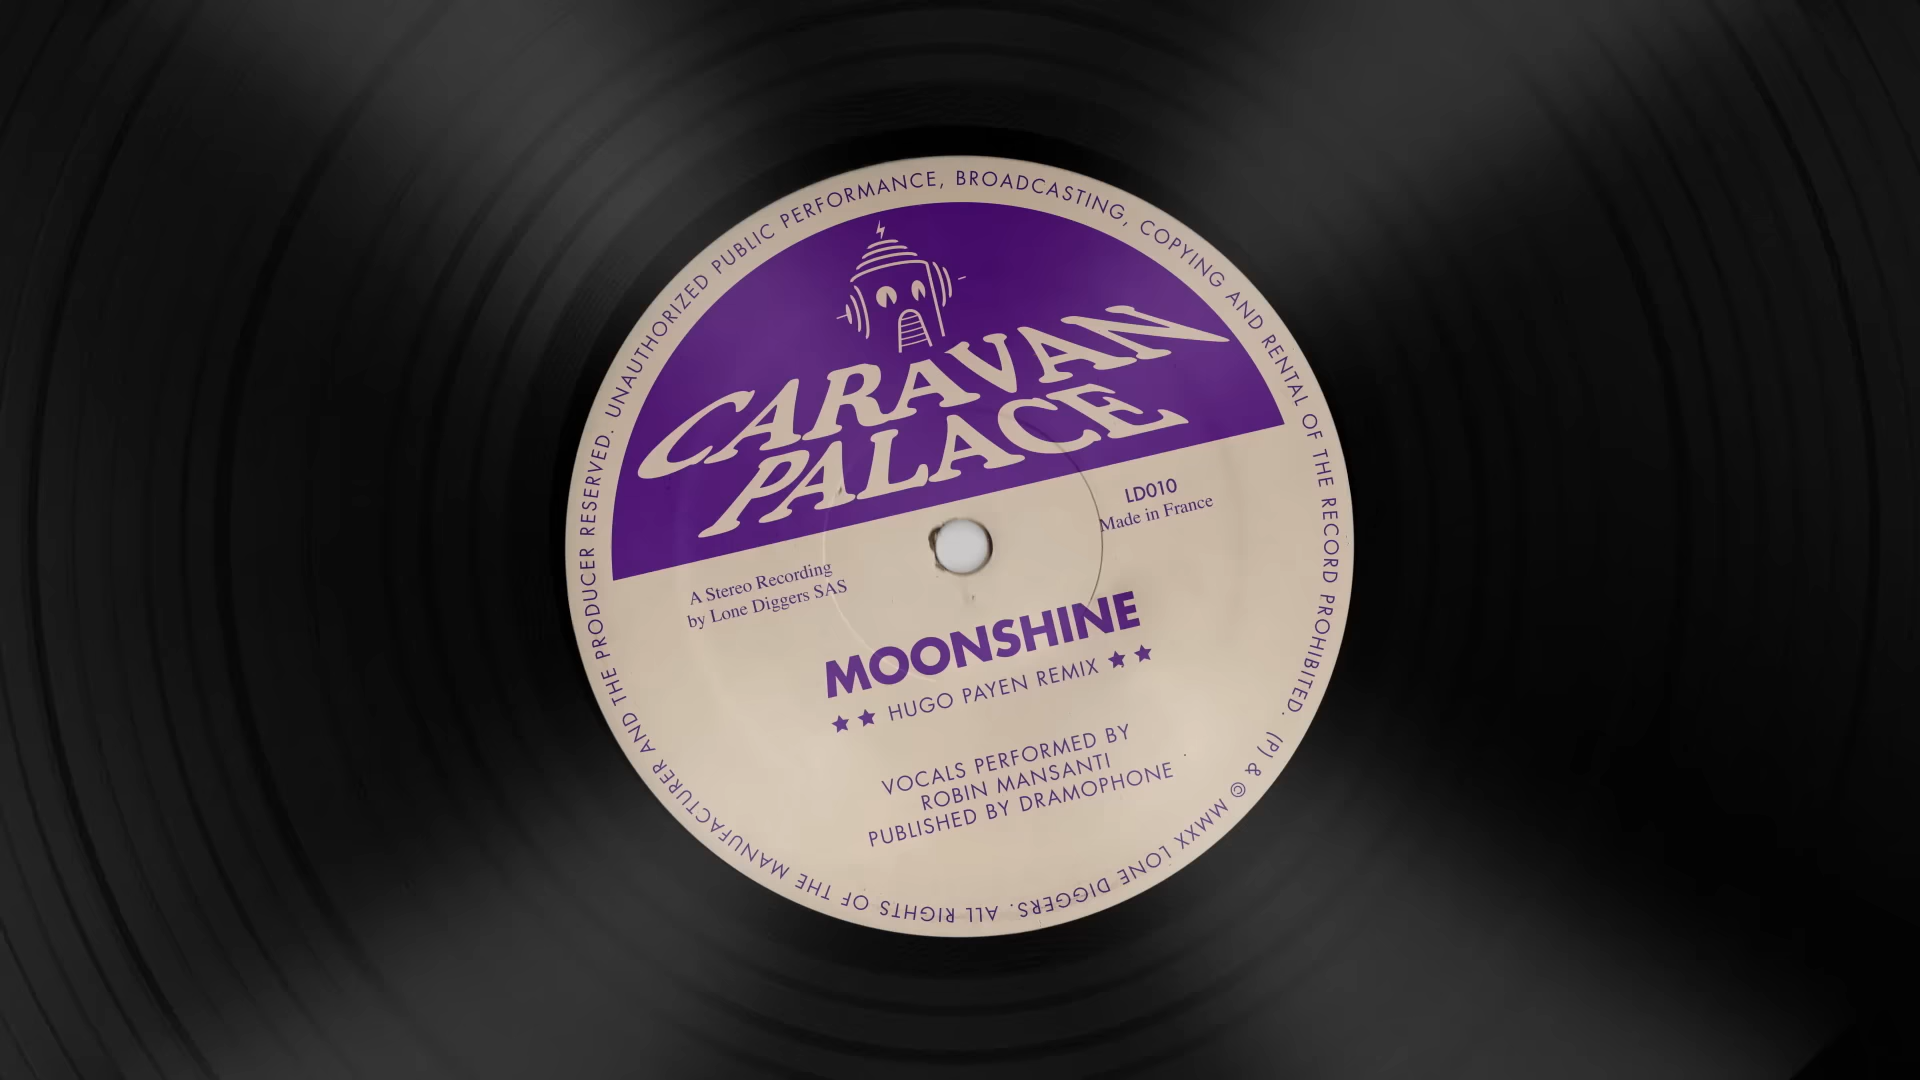 CARAVAN
PALACE
LD010
Made in France
A Stereo Recording
by Lone Diggers SAS
MOONSHINE
★★ HUGO PAYEN REMIX ★★
VOCALS PERFORMED BY
ROBIN MANSANTI
PUBLISHED BY DRAMOPHONE
(P) & © MMXX LONE DIGGERS. ALL RIGHTS OF THE MANUFACTURER AND THE PRODUCER RESERVED. UNAUTHORIZED PUBLIC PERFORMANCE, BROADCASTING, COPYING AND RENTAL OF THE RECORD PROHIBITED.